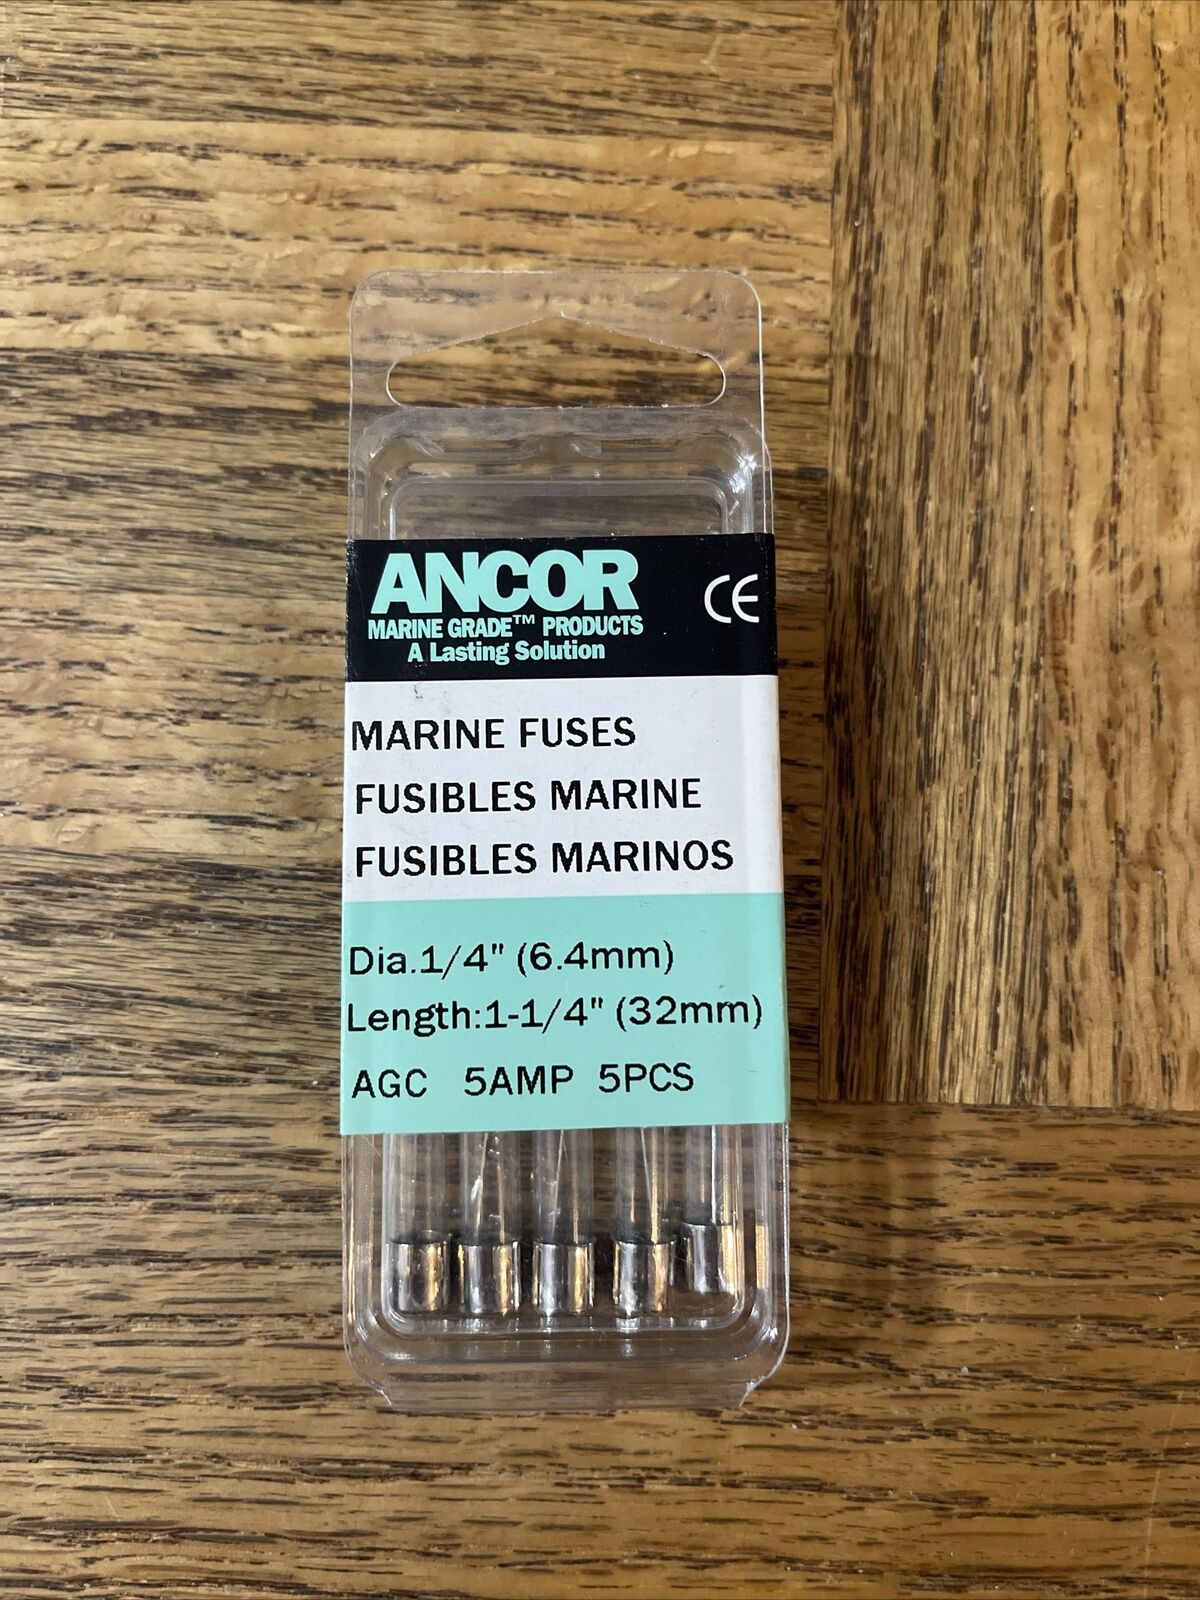 ANCOR
CE
MARINE GRADE™ PRODUCTS
A Lasting Solution
MARINE FUSES
FUSIBLES MARINE
FUSIBLES MARINOS
Dia.1/4" (6.4mm)
Length:1-1/4" (32mm)
AGC 5AMP 5PCS